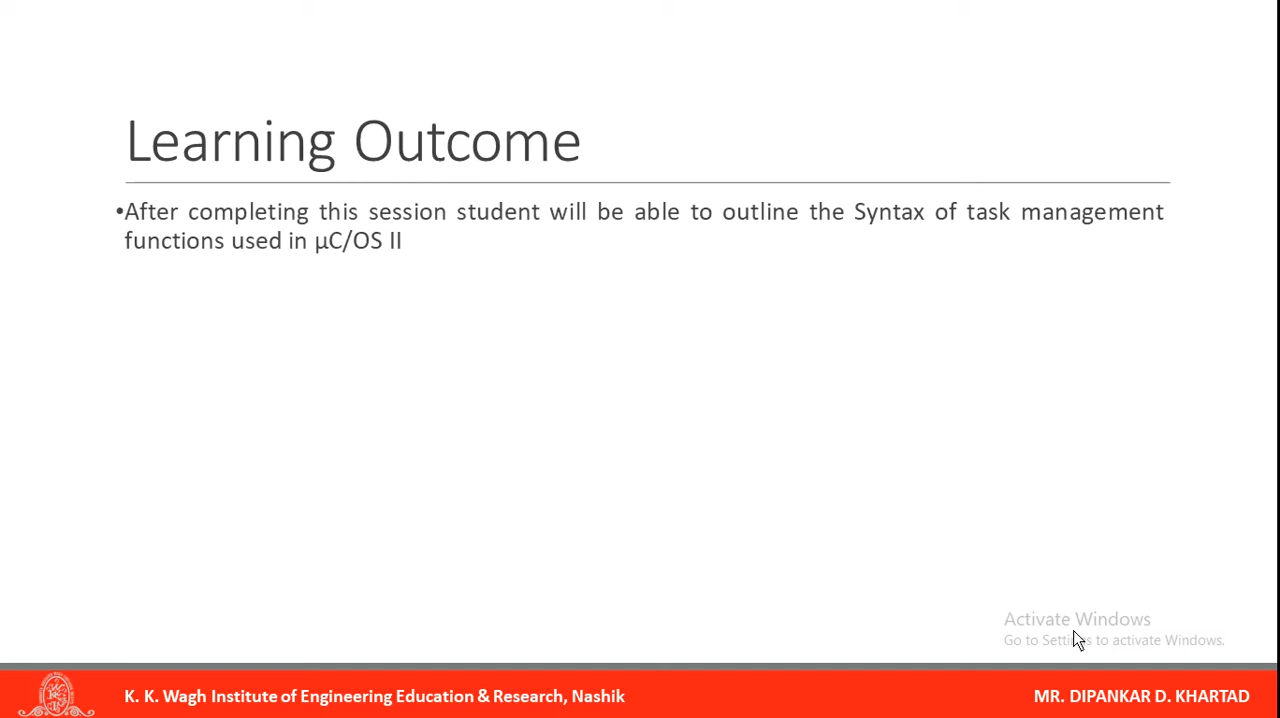 Learning Outcome
•After completing this session student will be able to outline the Syntax of task management
functions used in µC/OS II
Activate Windows
Go to Settings to activate Windows.
K. K. Wagh Institute of Engineering Education & Research, Nashik
MR. DIPANKAR D. KHARTAD